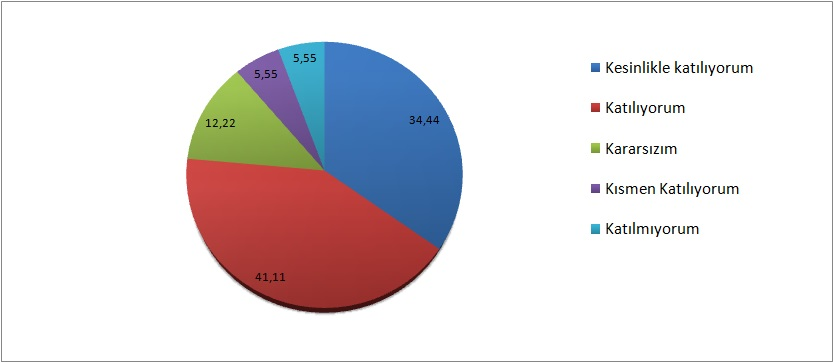 5,55
5,55
34,44
12,22
41,11
Kesinlikle katılıyorum
Katılıyorum
Kararsızım
Kısmen Katılıyorum
Katılmıyorum